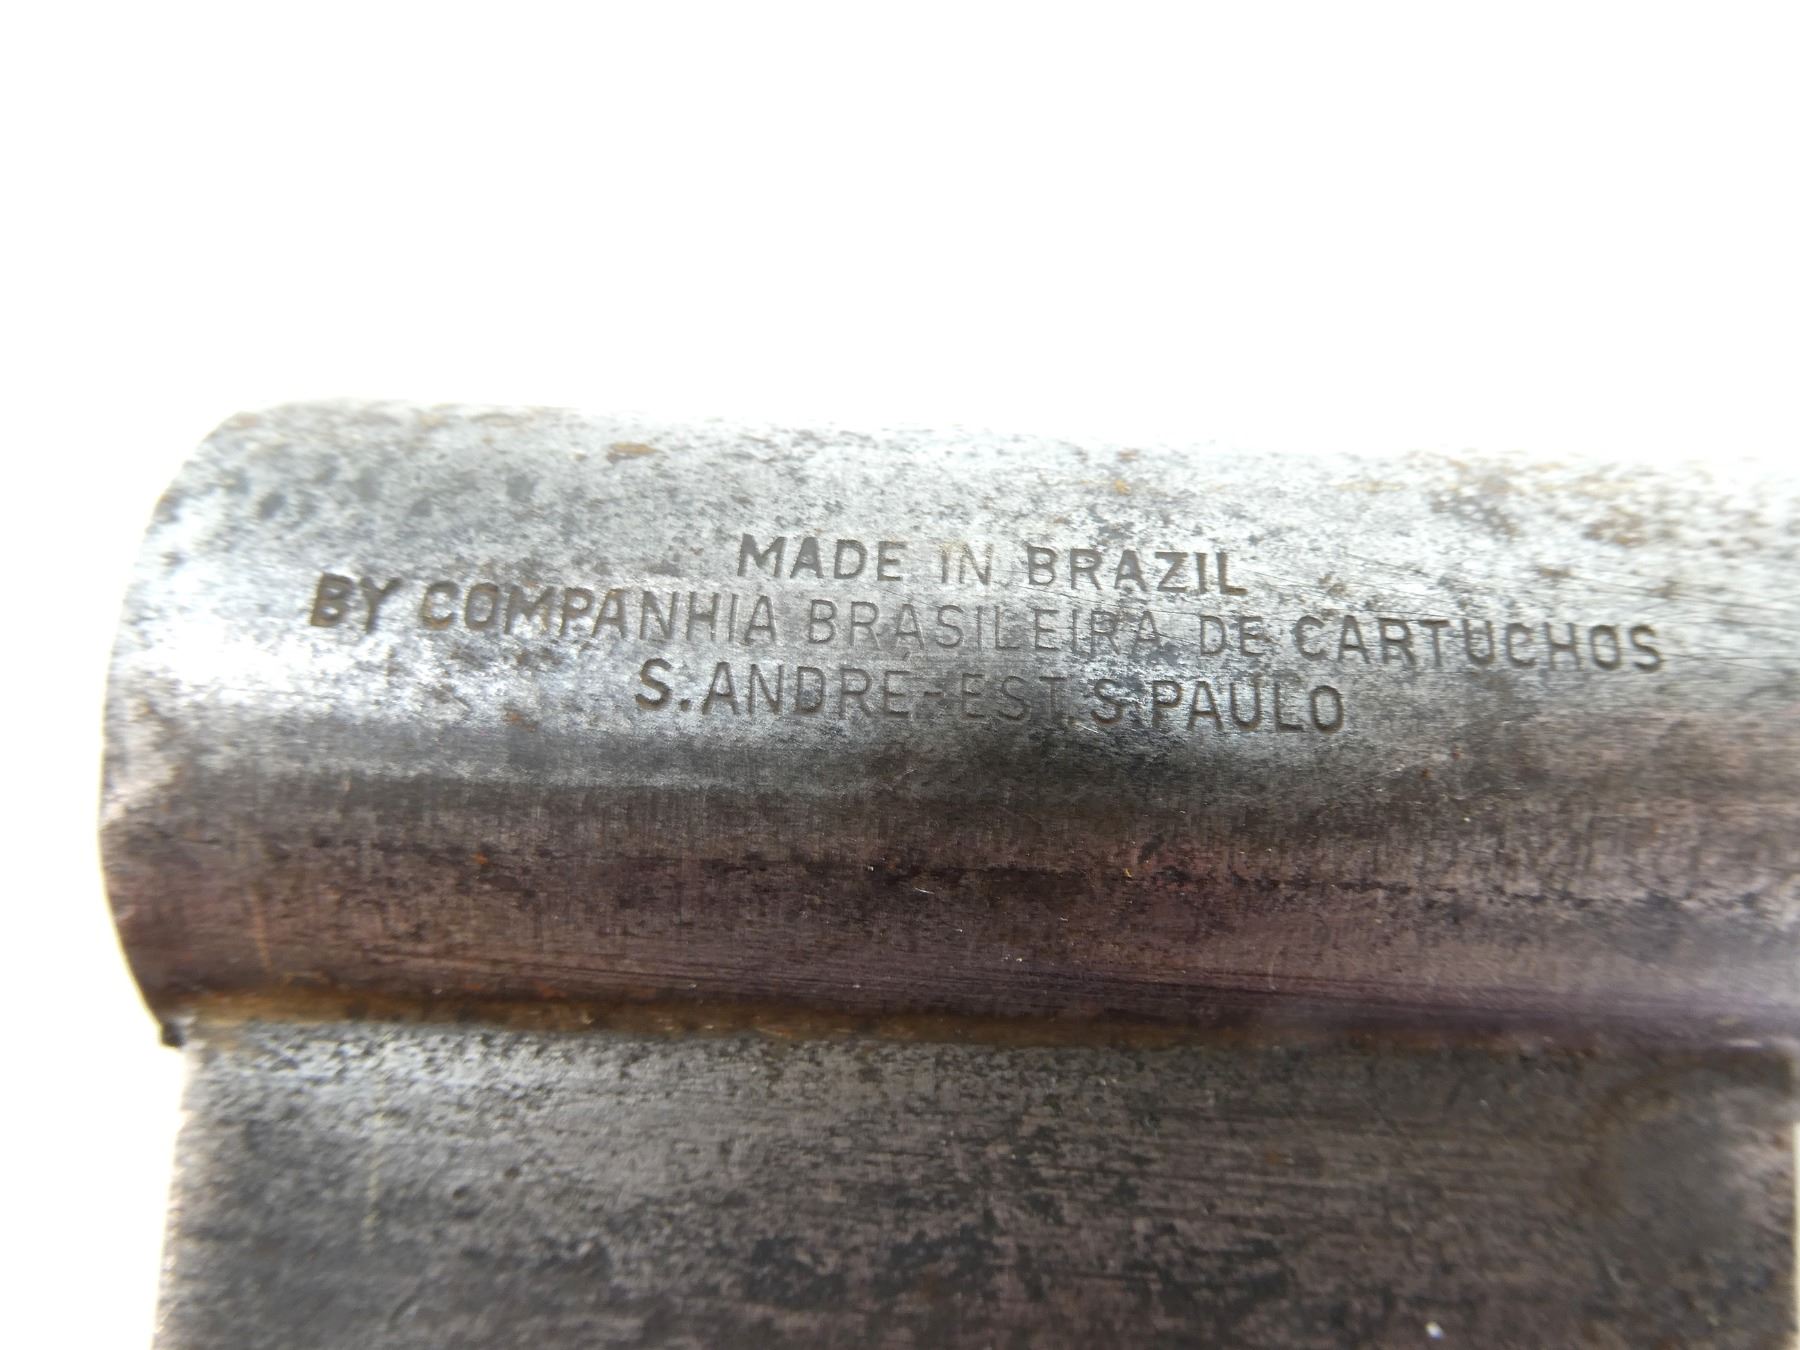 MADE IN BRAZIL
BY COMPANHIA BRASILEIRA DE CARTUCHOS
S. ANDRE-EST. S. PAULO